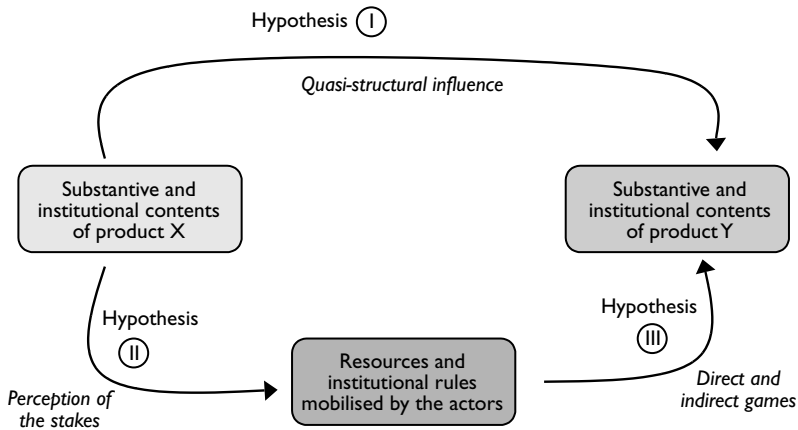 Hypothesis I
Quasi-structural influence
Substantive and
institutional contents
of product X
Substantive and
institutional contents
of product Y
Hypothesis
II
Hypothesis
III
Resources and
institutional rules
mobilised by the actors
Perception of
the stakes
Direct and
indirect games